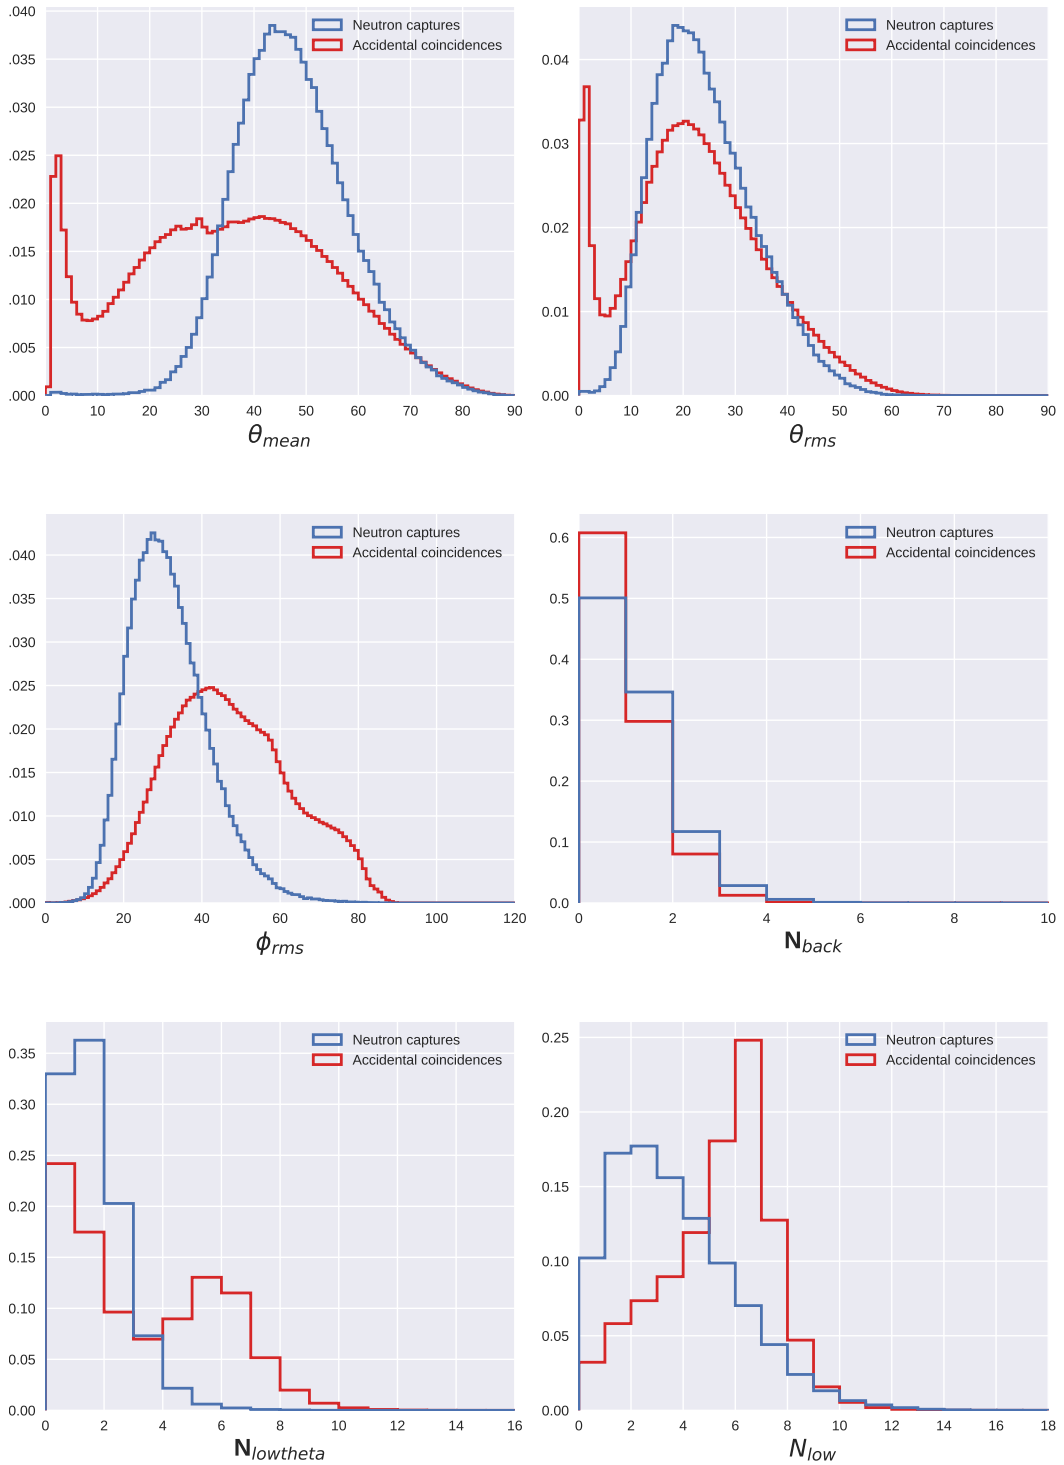 Neutron captures
Accidental coincidences
.040
.035
.030
.025
.020
.015
.010
.005
.000
0 10 20 30 40 50 60 70 80 90
θmean
Neutron captures
Accidental coincidences
0.04
0.03
0.02
0.01
0.00
0 10 20 30 40 50 60 70 80 90
θrms
Neutron captures
Accidental coincidences
.040
.035
.030
.025
.020
.015
.010
.005
.000
0 20 40 60 80 100 120
ϕrms
Neutron captures
Accidental coincidences
0.6
0.5
0.4
0.3
0.2
0.1
0.0
0 2 4 6 8 10
Nback
Neutron captures
Accidental coincidences
0.35
0.30
0.25
0.20
0.15
0.10
0.05
0.00
0 2 4 6 8 10 12 14 16
Nlowtheta
Neutron captures
Accidental coincidences
0.25
0.20
0.15
0.10
0.05
0.00
0 2 4 6 8 10 12 14 16 18
Nlow